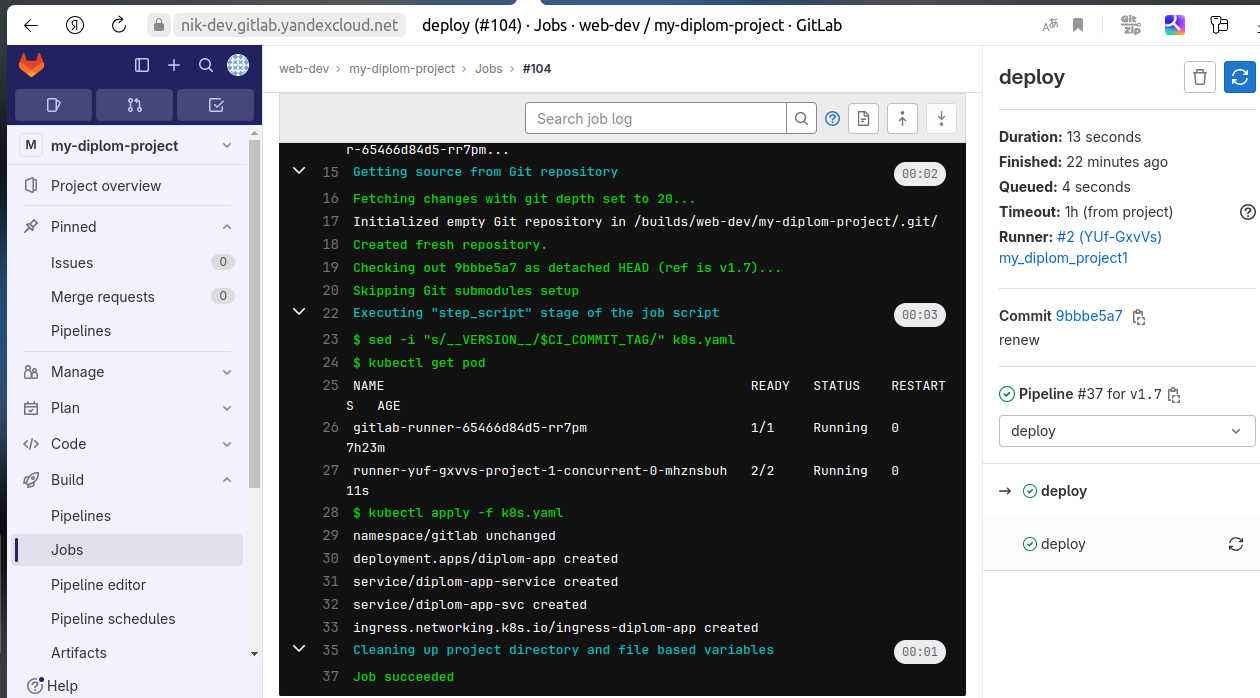 nik-dev.gitlab.yandexcloud.net deploy (#104) · Jobs · web-dev / my-diplom-project · GitLab
web-dev › my-diplom-project › Jobs › #104
M my-diplom-project
Project overview
Pinned
Issues 0
Merge requests 0
Pipelines
Manage
Plan
Code
Build
Pipelines
Jobs
Pipeline editor
Pipeline schedules
Artifacts
Help
Search job log
r-65466d84d5-rr7pm...
15 Getting source from Git repository 00:02
16 Fetching changes with git depth set to 20...
17 Initialized empty Git repository in /builds/web-dev/my-diplom-project/.git/
18 Created fresh repository.
19 Checking out 9bbbe5a7 as detached HEAD (ref is v1.7)...
20 Skipping Git submodules setup
22 Executing "step_script" stage of the job script 00:03
23 $ sed -i "s/__VERSION__/$CI_COMMIT_TAG/" k8s.yaml
24 $ kubectl get pod
25 NAME READY STATUS RESTART
S AGE
26 gitlab-runner-65466d84d5-rr7pm 1/1 Running 0
7h23m
27 runner-yuf-gxvvs-project-1-concurrent-0-mhznsbuh 2/2 Running 0
11s
28 $ kubectl apply -f k8s.yaml
29 namespace/gitlab unchanged
30 deployment.apps/diplom-app created
31 service/diplom-app-service created
32 service/diplom-app-svc created
33 ingress.networking.k8s.io/ingress-diplom-app created
35 Cleaning up project directory and file based variables 00:01
37 Job succeeded
deploy
Duration: 13 seconds
Finished: 22 minutes ago
Queued: 4 seconds
Timeout: 1h (from project)
Runner: #2 (YUf-GxvVs)
my_diplom_project1
Commit 9bbbe5a7
renew
Pipeline #37 for v1.7
deploy
→ deploy
deploy